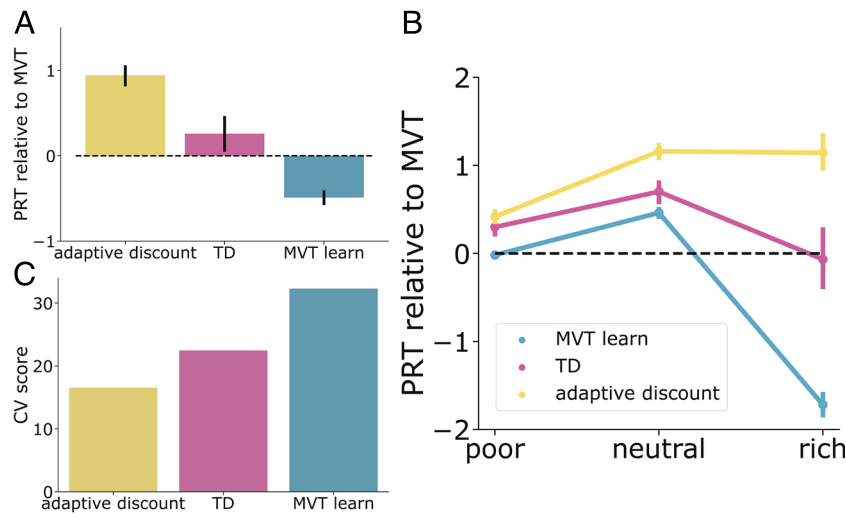 A
PRT relative to MVT
1
0
−1
adaptive discount
TD
MVT learn
B
PRT relative to MVT
2
1
0
−1
−2
poor
neutral
rich
MVT learn
TD
adaptive discount
C
CV score
30
20
10
0
adaptive discount
TD
MVT learn